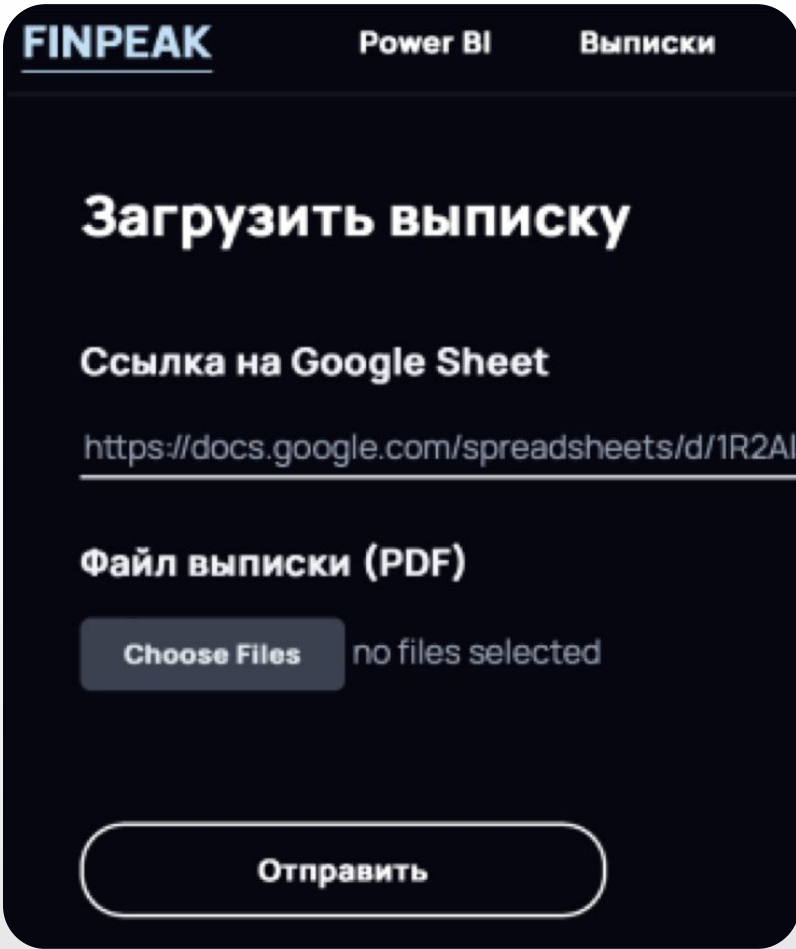 FINPEAK Power BI Выписки
Загрузить выписку
Ссылка на Google Sheet
https://docs.google.com/spreadsheets/d/1R2A
Файл выписки (PDF)
Choose Files no files selected
Отправить